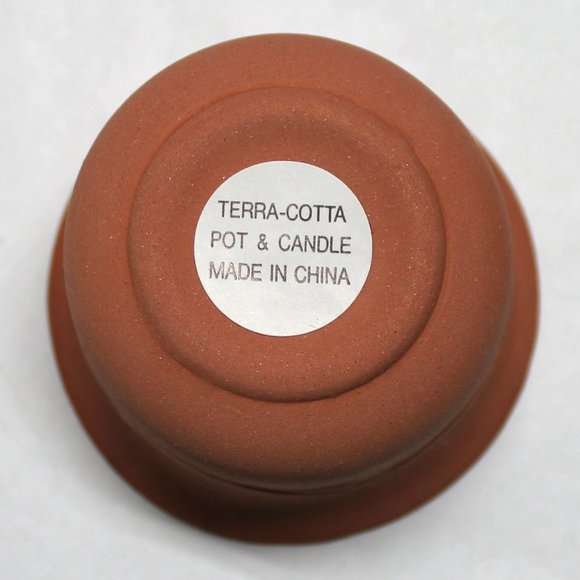 TERRA-COTTA
POT & CANDLE
MADE IN CHINA